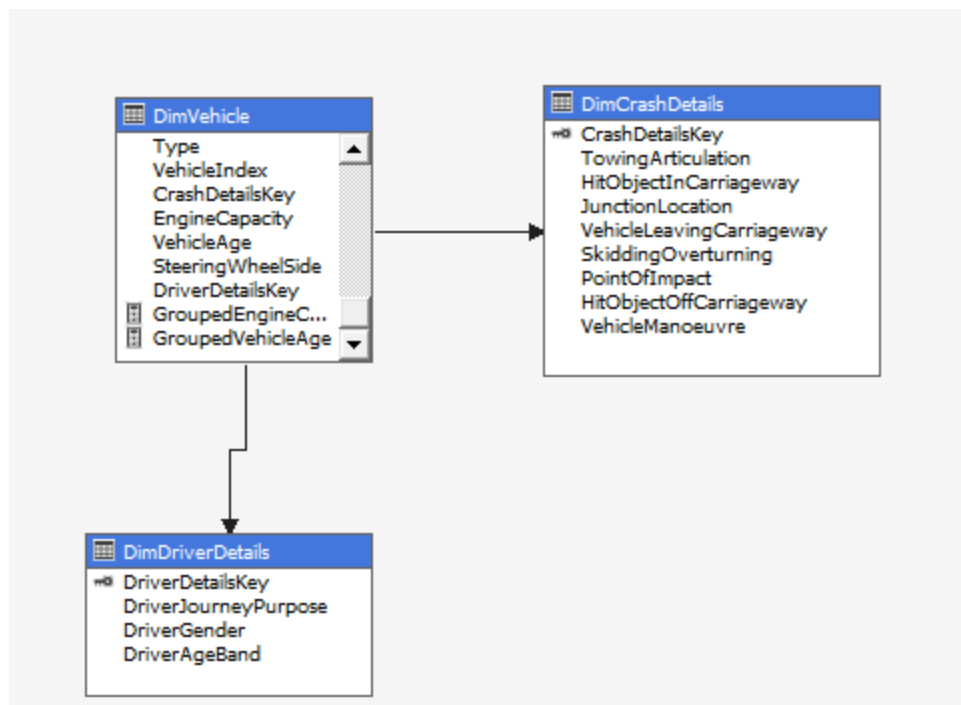 DimVehicle
Type
VehicleIndex
CrashDetailsKey
EngineCapacity
VehicleAge
SteeringWheelSide
DriverDetailsKey
GroupedEngineC...
GroupedVehicleAge
DimCrashDetails
CrashDetailsKey
TowingArticulation
HitObjectInCarriageway
JunctionLocation
VehicleLeavingCarriageway
SkiddingOverturning
PointOfImpact
HitObjectOffCarriageway
VehicleManoeuvre
DimDriverDetails
DriverDetailsKey
DriverJourneyPurpose
DriverGender
DriverAgeBand